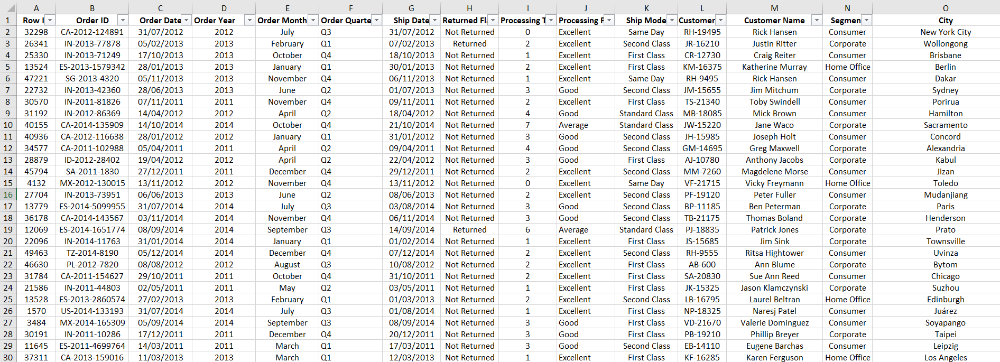 A B C D E F G H I J K L M N O
1 Row I Order ID Order Date Order Year Order Month Order Quarte Ship Date Returned Fla Processing T Processing F Ship Mode Customer Customer Name Segmen City
2 32298 CA-2012-124891 31/07/2012 2012 July Q3 31/07/2012 Not Returned 0 Excellent Same Day RH-19495 Rick Hansen Consumer New York City
3 26341 IN-2013-77878 05/02/2013 2013 February Q1 07/02/2013 Returned 2 Excellent Second Class JR-16210 Justin Ritter Corporate Wollongong
4 25330 IN-2013-71249 17/10/2013 2013 October Q4 18/10/2013 Not Returned 1 Excellent First Class CR-12730 Craig Reiter Consumer Brisbane
5 13524 ES-2013-1579342 28/01/2013 2013 January Q1 30/01/2013 Not Returned 2 Excellent First Class KM-16375 Katherine Murray Home Office Berlin
6 47221 SG-2013-4320 05/11/2013 2013 November Q4 06/11/2013 Not Returned 1 Excellent Same Day RH-9495 Rick Hansen Consumer Dakar
7 22732 IN-2013-42360 28/06/2013 2013 June Q2 01/07/2013 Not Returned 3 Good Second Class JM-15655 Jim Mitchum Corporate Sydney
8 30570 IN-2011-81826 07/11/2011 2011 November Q4 09/11/2011 Not Returned 2 Excellent First Class TS-21340 Toby Swindell Consumer Porirua
9 31192 IN-2012-86369 14/04/2012 2012 April Q2 18/04/2012 Not Returned 4 Good Standard Class MB-18085 Mick Brown Consumer Hamilton
10 40155 CA-2014-135909 14/10/2014 2014 October Q4 21/10/2014 Not Returned 7 Average Standard Class JW-15220 Jane Waco Corporate Sacramento
11 40936 CA-2012-116638 28/01/2012 2012 January Q1 31/01/2012 Not Returned 3 Good Second Class JH-15985 Joseph Holt Consumer Concord
12 34577 CA-2011-102988 05/04/2011 2011 April Q2 09/04/2011 Not Returned 4 Good Second Class GM-14695 Greg Maxwell Corporate Alexandria
13 28879 ID-2012-28402 19/04/2012 2012 April Q2 22/04/2012 Not Returned 3 Good First Class AJ-10780 Anthony Jacobs Corporate Kabul
14 45794 SA-2011-1830 27/12/2011 2011 December Q4 29/12/2011 Not Returned 2 Excellent Second Class MM-7260 Magdelene Morse Consumer Jizan
15 4132 MX-2012-130015 13/11/2012 2012 November Q4 13/11/2012 Not Returned 0 Excellent Same Day VF-21715 Vicky Freymann Home Office Toledo
16 27704 IN-2013-73951 06/06/2013 2013 June Q2 08/06/2013 Not Returned 2 Excellent Second Class PF-19120 Peter Fuller Consumer Mudanjiang
17 13779 ES-2014-5099955 31/07/2014 2014 July Q3 03/08/2014 Not Returned 3 Good Second Class BP-11185 Ben Peterman Corporate Paris
18 36178 CA-2014-143567 03/11/2014 2014 November Q4 06/11/2014 Not Returned 3 Good Second Class TB-21175 Thomas Boland Corporate Henderson
19 12069 ES-2014-1651774 08/09/2014 2014 September Q3 14/09/2014 Returned 6 Average Standard Class PJ-18835 Patrick Jones Corporate Prato
20 22096 IN-2014-11763 31/01/2014 2014 January Q1 01/02/2014 Not Returned 1 Excellent First Class JS-15685 Jim Sink Corporate Townsville
21 49463 TZ-2014-8190 05/12/2014 2014 December Q4 07/12/2014 Not Returned 2 Excellent Second Class RH-9555 Ritsa Hightower Consumer Uvinza
22 46630 PL-2012-7820 08/08/2012 2012 August Q3 10/08/2012 Not Returned 2 Excellent First Class AB-600 Ann Blume Corporate Bytom
23 31784 CA-2011-154627 29/10/2011 2011 October Q4 31/10/2011 Not Returned 2 Excellent First Class SA-20830 Sue Ann Reed Consumer Chicago
24 21586 IN-2011-44803 02/05/2011 2011 May Q2 03/05/2011 Not Returned 1 Excellent First Class JK-15325 Jason Klamczynski Corporate Suzhou
25 13528 ES-2013-2860574 27/02/2013 2013 February Q1 01/03/2013 Not Returned 2 Excellent Second Class LB-16795 Laurel Beltran Home Office Edinburgh
26 1570 US-2014-133193 31/07/2014 2014 July Q3 01/08/2014 Not Returned 1 Excellent First Class NP-18325 Naresj Patel Consumer Juárez
27 3484 MX-2014-165309 05/09/2014 2014 September Q3 08/09/2014 Not Returned 3 Good First Class VD-21670 Valerie Dominguez Consumer Soyapango
28 30191 IN-2011-10286 17/12/2011 2011 December Q4 20/12/2011 Not Returned 3 Good First Class PB-19210 Phillip Breyer Corporate Taipei
29 11645 ES-2011-4699764 14/03/2011 2011 March Q1 17/03/2011 Not Returned 3 Good Second Class EB-14110 Eugene Barchas Consumer Leipzig
30 37311 CA-2013-159016 11/03/2013 2013 March Q1 12/03/2013 Not Returned 1 Excellent First Class KF-16285 Karen Ferguson Home Office Los Angeles